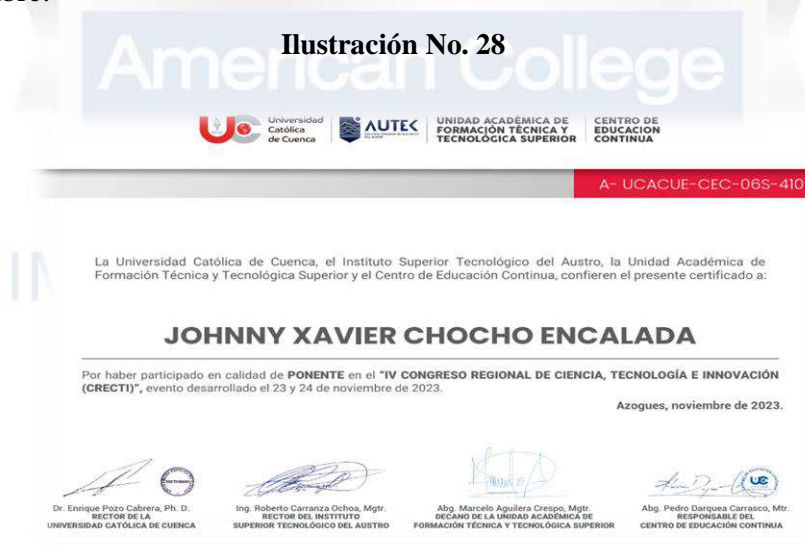 American College
Ilustración No. 28
UC
Universidad
Católica
de Cuenca
AUTEC
UNIDAD ACADÉMICA DE
FORMACIÓN TÉCNICA Y
TECNOLÓGICA SUPERIOR
CENTRO DE
EDUCACION
CONTINUA
A- UCACUE-CEC-06S-410
La Universidad Católica de Cuenca, el Instituto Superior Tecnológico del Austro, la Unidad Académica de
Formación Técnica y Tecnológica Superior y el Centro de Educación Continua, confieren el presente certificado a:
JOHNNY XAVIER CHOCHO ENCALADA
Por haber participado en calidad de PONENTE en el "IV CONGRESO REGIONAL DE CIENCIA, TECNOLOGÍA E INNOVACIÓN
(CRECTI)", evento desarrollado el 23 y 24 de noviembre de 2023.
Azogues, noviembre de 2023.
Dr. Enrique Pozo Cabrera, Ph. D.
RECTOR DE LA
UNIVERSIDAD CATÓLICA DE CUENCA
Ing. Roberto Carranza Ochoa, Mgtr.
RECTOR DEL INSTITUTO
SUPERIOR TECNOLÓGICO DEL AUSTRO
Abg. Marcelo Aguilera Crespo, Mgtr.
DECANO DE LA UNIDAD ACADÉMICA DE
FORMACIÓN TÉCNICA Y TECNOLÓGICA SUPERIOR
UC
Abg. Pedro Darquea Carrasco, Mtr.
RESPONSABLE DEL
CENTRO DE EDUCACIÓN CONTINUA